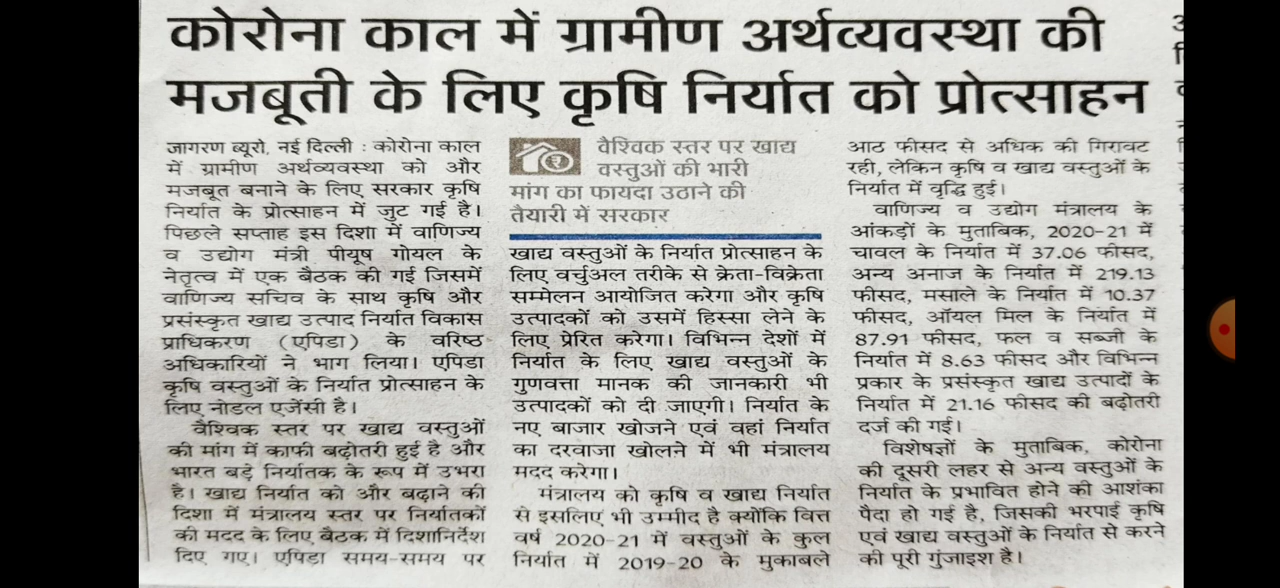 कोरोना काल में ग्रामीण अर्थव्यवस्था की
मजबूती के लिए कृषि निर्यात को प्रोत्साहन
जागरण ब्यूरो, नई दिल्ली : कोरोना काल
में ग्रामीण अर्थव्यवस्था को और
मजबूत बनाने के लिए सरकार कृषि
निर्यात के प्रोत्साहन में जुट गई है।
पिछले सप्ताह इस दिशा में वाणिज्य
व उद्योग मंत्री पीयूष गोयल के
नेतृत्व में एक बैठक की गई जिसमें
वाणिज्य सचिव के साथ कृषि और
प्रसंस्कृत खाद्य उत्पाद निर्यात विकास
प्राधिकरण (एपिडा) के वरिष्ठ
अधिकारियों ने भाग लिया। एपिडा
कृषि वस्तुओं के निर्यात प्रोत्साहन के
लिए नोडल एजेंसी है।
वैश्विक स्तर पर खाद्य वस्तुओं
की मांग में काफी बढ़ोतरी हुई है और
भारत बड़े निर्यातक के रूप में उभरा
है। खाद्य निर्यात को और बढ़ाने की
दिशा में मंत्रालय स्तर पर निर्यातकों
की मदद के लिए बैठक में दिशानिर्देश
दिए गए। एपिडा समय-समय पर
वैश्विक स्तर पर खाद्य
वस्तुओं की भारी
मांग का फायदा उठाने की
तैयारी में सरकार
खाद्य वस्तुओं के निर्यात प्रोत्साहन के
लिए वर्चुअल तरीके से क्रेता-विक्रेता
सम्मेलन आयोजित करेगा और कृषि
उत्पादकों को उसमें हिस्सा लेने के
लिए प्रेरित करेगा। विभिन्न देशों में
निर्यात के लिए खाद्य वस्तुओं के
गुणवत्ता मानक की जानकारी भी
उत्पादकों को दी जाएगी। निर्यात के
नए बाजार खोजने एवं वहां निर्यात
का दरवाजा खोलने में भी मंत्रालय
मदद करेगा।
मंत्रालय को कृषि व खाद्य निर्यात
से इसलिए भी उम्मीद है क्योंकि वित्त
वर्ष 2020-21 में वस्तुओं के कुल
निर्यात में 2019-20 के मुकाबले
आठ फीसद से अधिक की गिरावट
रही, लेकिन कृषि व खाद्य वस्तुओं के
निर्यात में वृद्धि हुई।
वाणिज्य व उद्योग मंत्रालय के
आंकड़ों के मुताबिक, 2020-21 में
चावल के निर्यात में 37.06 फीसद,
अन्य अनाज के निर्यात में 219.13
फीसद, मसाले के निर्यात में 10.37
फीसद, ऑयल मिल के निर्यात में
87.91 फीसद, फल व सब्जी के
निर्यात में 8.63 फीसद और विभिन्न
प्रकार के प्रसंस्कृत खाद्य उत्पादों के
निर्यात में 21.16 फीसद की बढ़ोतरी
दर्ज की गई।
विशेषज्ञों के मुताबिक, कोरोना
की दूसरी लहर से अन्य वस्तुओं के
निर्यात के प्रभावित होने की आशंका
पैदा हो गई है, जिसकी भरपाई कृषि
एवं खाद्य वस्तुओं के निर्यात से करने
की पूरी गुंजाइश है।